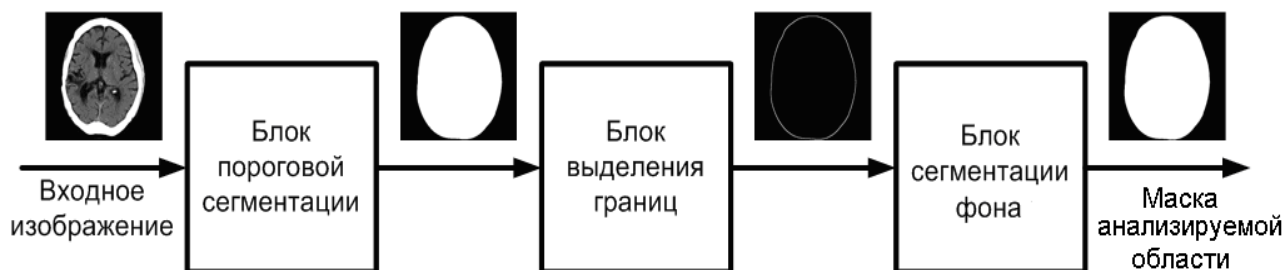 Входное
изображение
Блок
пороговой
сегментации
Блок
выделения
границ
Блок
сегментации
фона
Маска
анализируемой
области